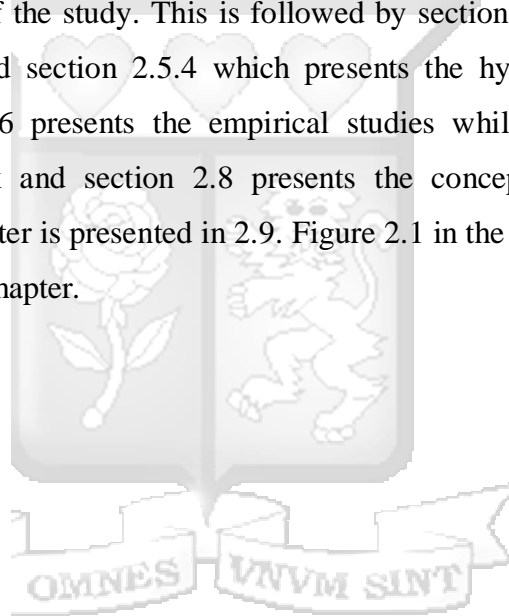 f the study. This is followed by section
d section 2.5.4 which presents the hy
6 presents the empirical studies whil
and section 2.8 presents the concep
ter is presented in 2.9. Figure 2.1 in the
hapter.
OMNES VNVM SINT